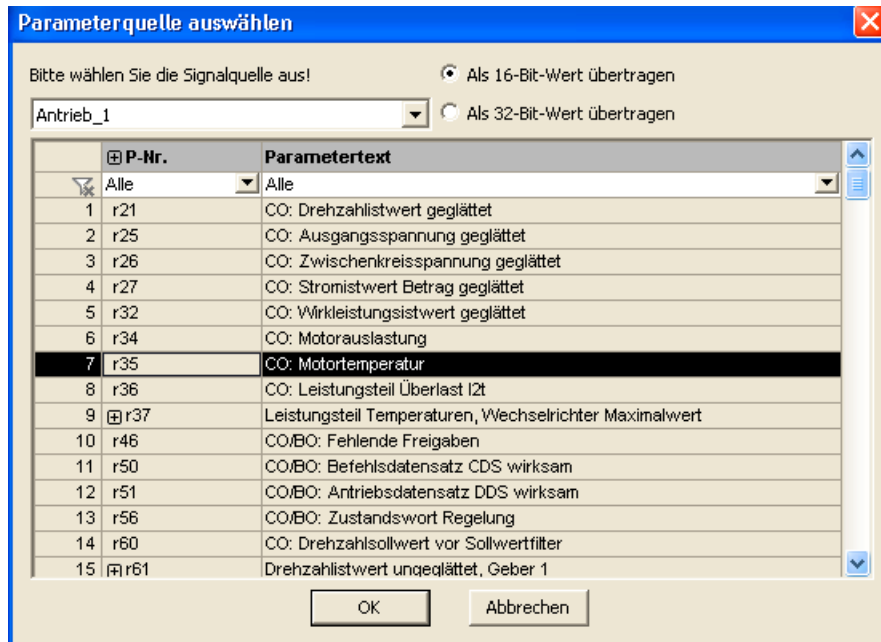 Parameterquelle auswählen
Bitte wählen Sie die Signalquelle aus!
Als 16-Bit-Wert übertragen
Antrieb_1
Als 32-Bit-Wert übertragen
P-Nr. Parametertext
Alle Alle
1 r21 CO: Drehzahlistwert geglättet
2 r25 CO: Ausgangsspannung geglättet
3 r26 CO: Zwischenkreisspannung geglättet
4 r27 CO: Stromistwert Betrag geglättet
5 r32 CO: Wirkleistungsistwert geglättet
6 r34 CO: Motorauslastung
7 r35 CO: Motortemperatur
8 r36 CO: Leistungsteil Überlast I2t
9 r37 Leistungsteil Temperaturen, Wechselrichter Maximalwert
10 r46 CO/BO: Fehlende Freigaben
11 r50 CO/BO: Befehlsdatensatz CDS wirksam
12 r51 CO/BO: Antriebsdatensatz DDS wirksam
13 r56 CO/BO: Zustandswort Regelung
14 r60 CO: Drehzahlsollwert vor Sollwertfilter
15 r61 Drehzahlistwert ungeglättet, Geber 1
OK Abbrechen